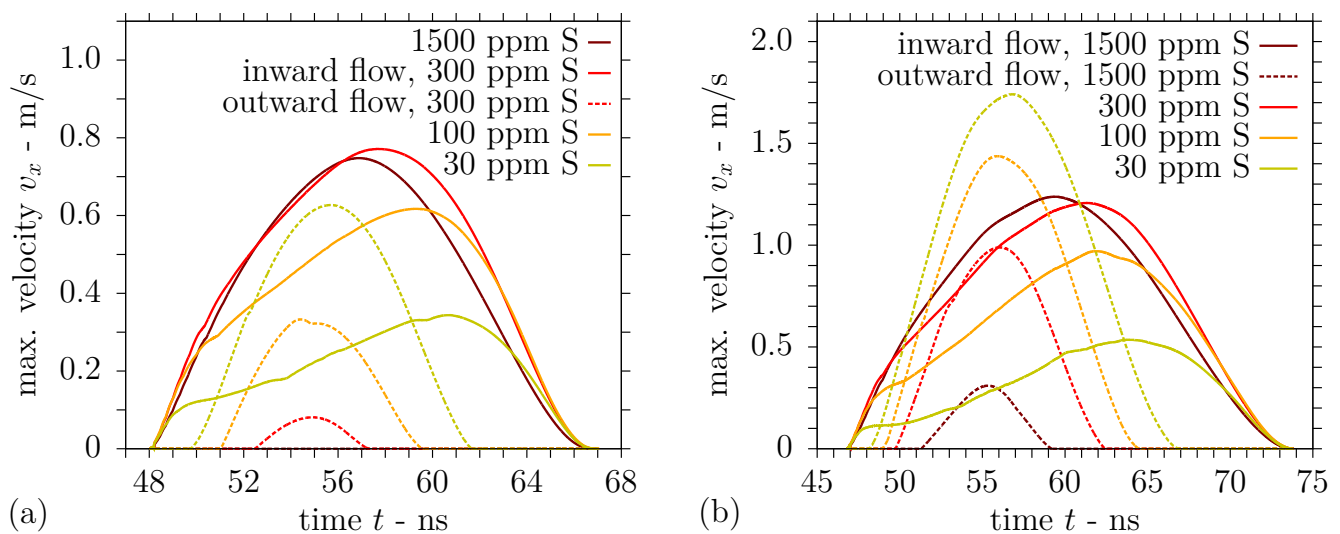 1500 ppm S
inward flow, 300 ppm S
outward flow, 300 ppm S
100 ppm S
30 ppm S
max. velocity vₓ - m/s
1.0
0.8
0.6
0.4
0.2
0
48
52
56
60
64
68
time t - ns
(a)
inward flow, 1500 ppm S
outward flow, 1500 ppm S
300 ppm S
100 ppm S
30 ppm S
max. velocity vₓ - m/s
2.0
1.5
1.0
0.5
0
45
50
55
60
65
70
75
time t - ns
(b)